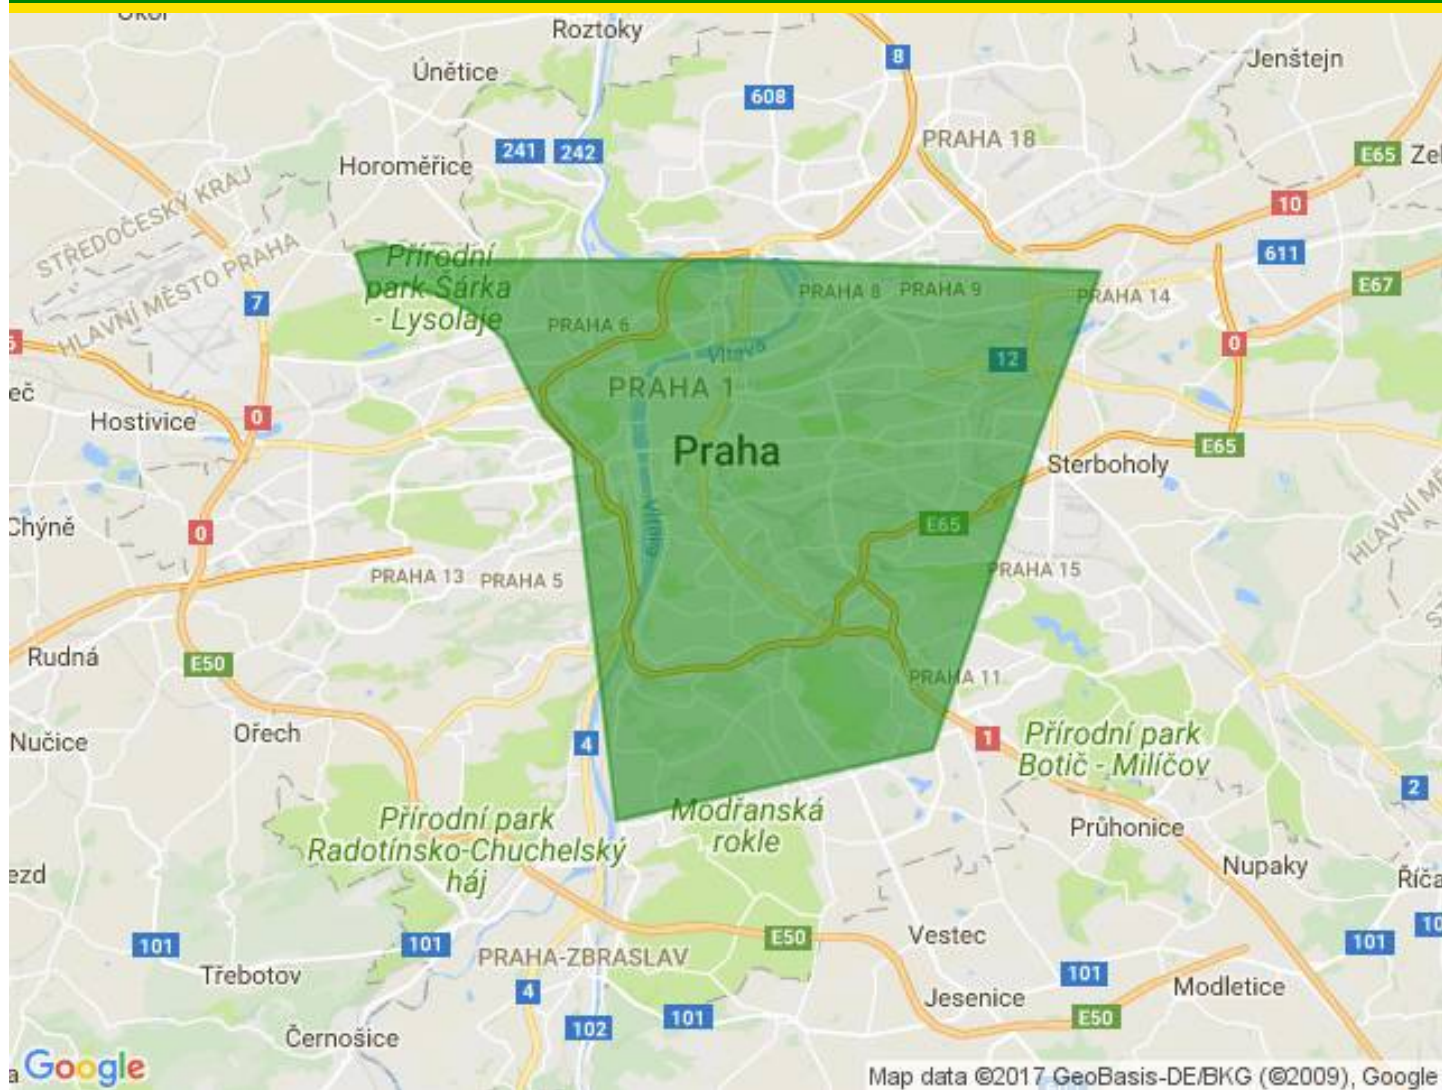 Roztoky
Únětice
8
Jenštejn
608
PRAHA 18
241
242
E65
Horoměřice
STŘEDOČESKÝ KRAJ
HLAVNÍ MĚSTO PRAHA
10
611
Přírodní
park Šárka
- Lysolaje
E67
7
PRAHA 8
PRAHA 9
PRAHA 14
PRAHA 6
0
Vltava
12
PRAHA 1
Hostivice
0
Praha
E65
Sterboholy
Chýně
0
Vltava
E65
PRAHA 13
PRAHA 5
PRAHA 15
Rudná
E50
PRAHA 11
Nučice
Ořech
4
1
Přírodní park
Botič - Milíčov
2
Přírodní park
Radotínsko-Chuchelský
háj
Modřanská
rokle
Průhonice
Nupaky
101
101
E50
Vestec
101
PRAHA-ZBRASLAV
Třebotov
4
101
Jesenice
Modletice
102
101
E50
Černošice
Google
Map data ©2017 GeoBasis-DE/BKG (©2009), Google